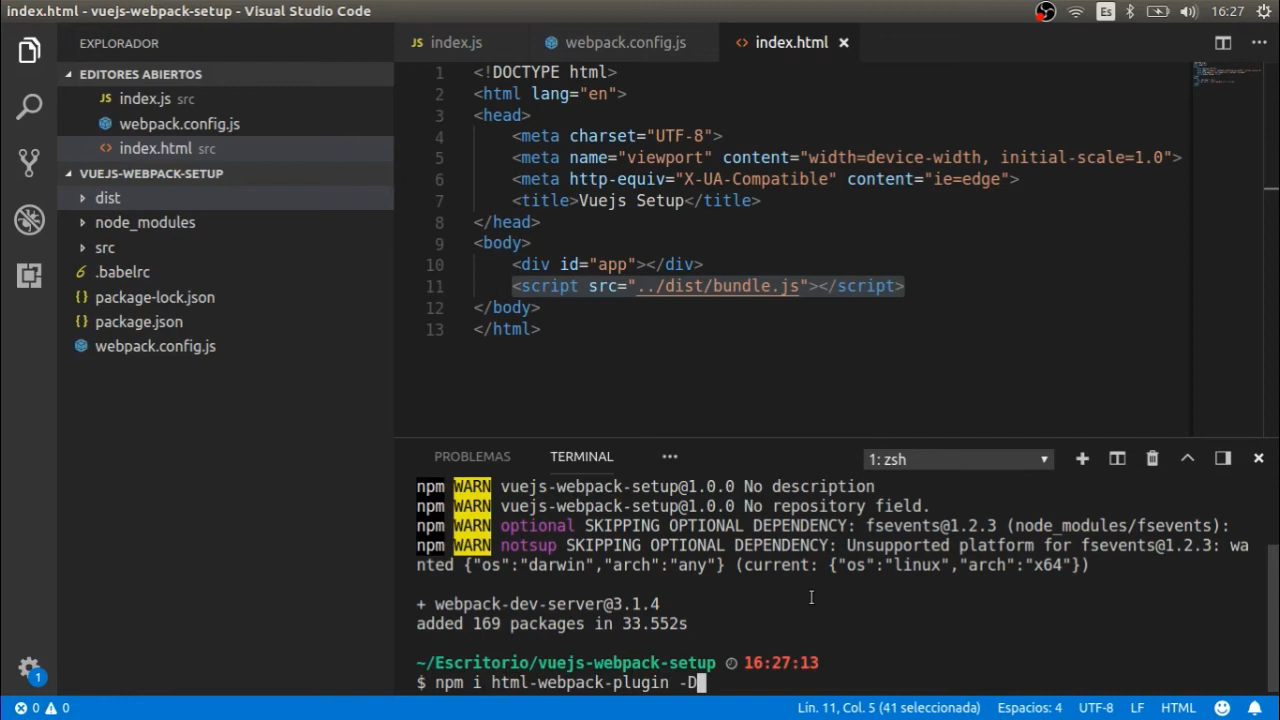 index.html - vuejs-webpack-setup - Visual Studio Code
Es
16:27
EXPLORADOR
EDITORES ABIERTOS
JS index.js src
webpack.config.js
<> index.html src
VUEJS-WEBPACK-SETUP
dist
node_modules
src
.babelrc
{} package-lock.json
{} package.json
webpack.config.js
1
JS index.js
webpack.config.js
<> index.html
1 <!DOCTYPE html>
2 <html lang="en">
3 <head>
4 <meta charset="UTF-8">
5 <meta name="viewport" content="width=device-width, initial-scale=1.0">
6 <meta http-equiv="X-UA-Compatible" content="ie=edge">
7 <title>Vuejs Setup</title>
8 </head>
9 <body>
10 <div id="app"></div>
11 <script src="../dist/bundle.js"></script>
12 </body>
13 </html>
PROBLEMAS
TERMINAL
1: zsh
npm WARN vuejs-webpack-setup@1.0.0 No description
npm WARN vuejs-webpack-setup@1.0.0 No repository field.
npm WARN optional SKIPPING OPTIONAL DEPENDENCY: fsevents@1.2.3 (node_modules/fsevents):
npm WARN notsup SKIPPING OPTIONAL DEPENDENCY: Unsupported platform for fsevents@1.2.3: wa
nted {"os":"darwin","arch":"any"} (current: {"os":"linux","arch":"x64"})
+ webpack-dev-server@3.1.4
added 169 packages in 33.552s
~/Escritorio/vuejs-webpack-setup 16:27:13
$ npm i html-webpack-plugin -D
0 0
Lín. 11, Col. 5 (41 seleccionada)
Espacios: 4
UTF-8
LF
HTML